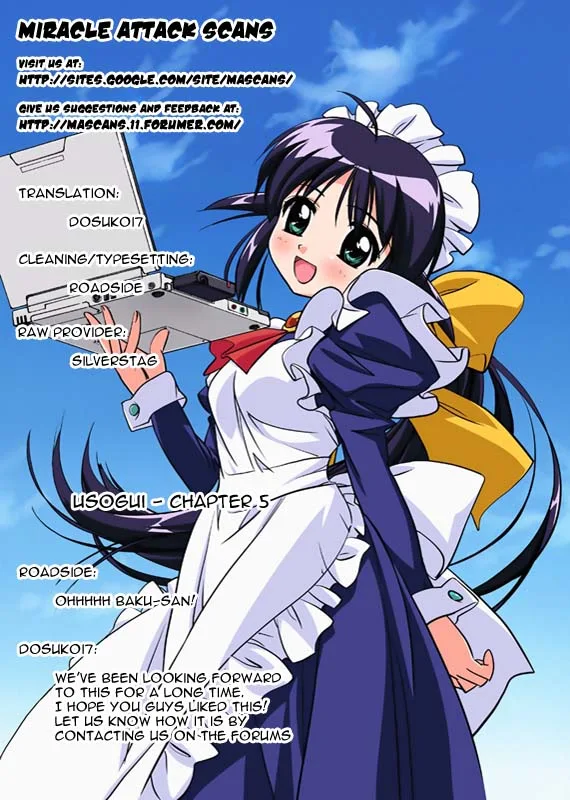 MIRACLE ATTACK SCANS
VISIT US AT:
HTTP://SITES.GOOGLE.COM/SITE/MASCANS/
GIVE US SUGGESTIONS AND FEEDBACK AT:
HTTP://MASCANS.11.FORUMER.COM/
TRANSLATION:
DOSUKO17
CLEANING/TYPESETTING:
ROADSIDE
RAW PROVIDER:
SILVERSTAG
USOGUI - CHAPTER.5
ROADSIDE:
OHHHHH BAKU-SAN!
DOSUKO17:
WE'VE BEEN LOOKING FORWARD
TO THIS FOR A LONG TIME.
I HOPE YOU GUYS LIKED THIS!
LET US KNOW HOW IT IS BY
CONTACTING US ON THE FORUMS